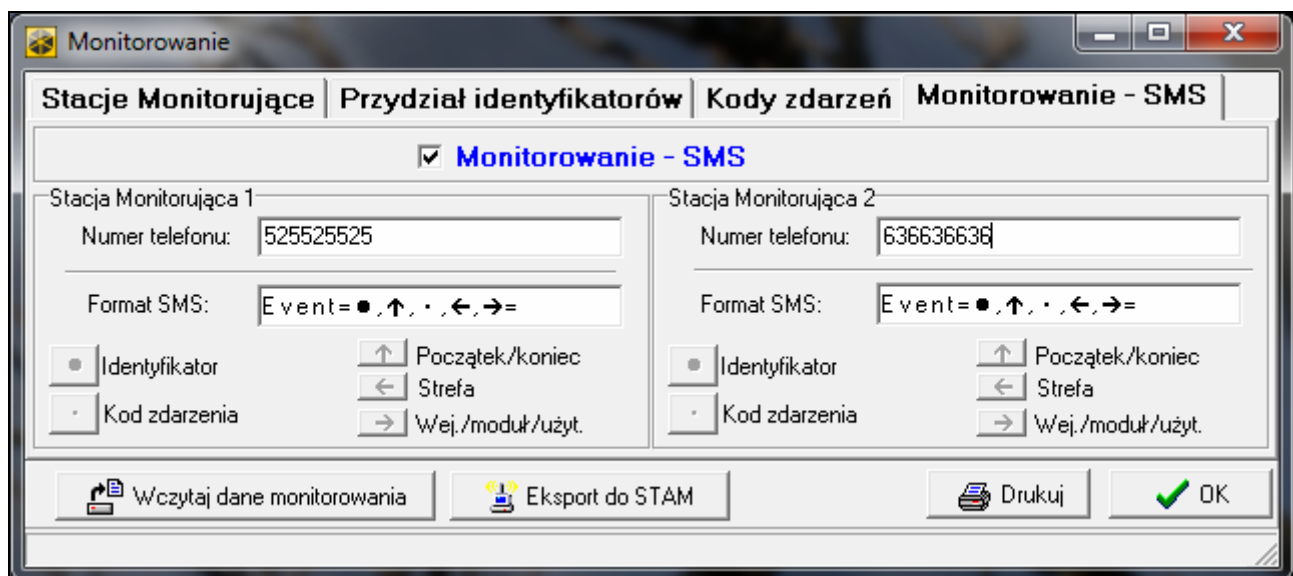 Monitorowanie
Stacje Monitorujące Przydział identyfikatorów Kody zdarzeń Monitorowanie - SMS
Monitorowanie - SMS
Stacja Monitorująca 1
Numer telefonu: 525525525
Format SMS: Event=●,↑,·,←,→=
● Identyfikator
↑ Początek/koniec
← Strefa
· Kod zdarzenia
→ Wej./moduł/użyt.
Stacja Monitorująca 2
Numer telefonu: 636636636
Format SMS: Event=●,↑,·,←,→=
● Identyfikator
↑ Początek/koniec
← Strefa
· Kod zdarzenia
→ Wej./moduł/użyt.
Wczytaj dane monitorowania Eksport do STAM Drukuj OK